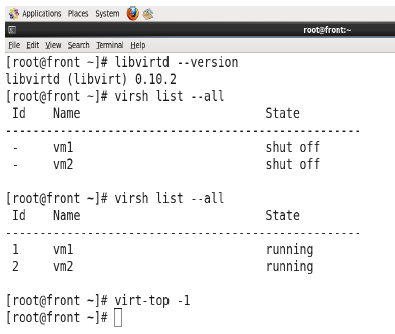 Applications Places System
root@front:~
File Edit View Search Terminal Help
[root@front ~]# libvirtd --version
libvirtd (libvirt) 0.10.2
[root@front ~]# virsh list --all
Id Name State
----------------------------------------------------
- vm1 shut off
- vm2 shut off
[root@front ~]# virsh list --all
Id Name State
----------------------------------------------------
1 vm1 running
2 vm2 running
[root@front ~]# virt-top -1
[root@front ~]#